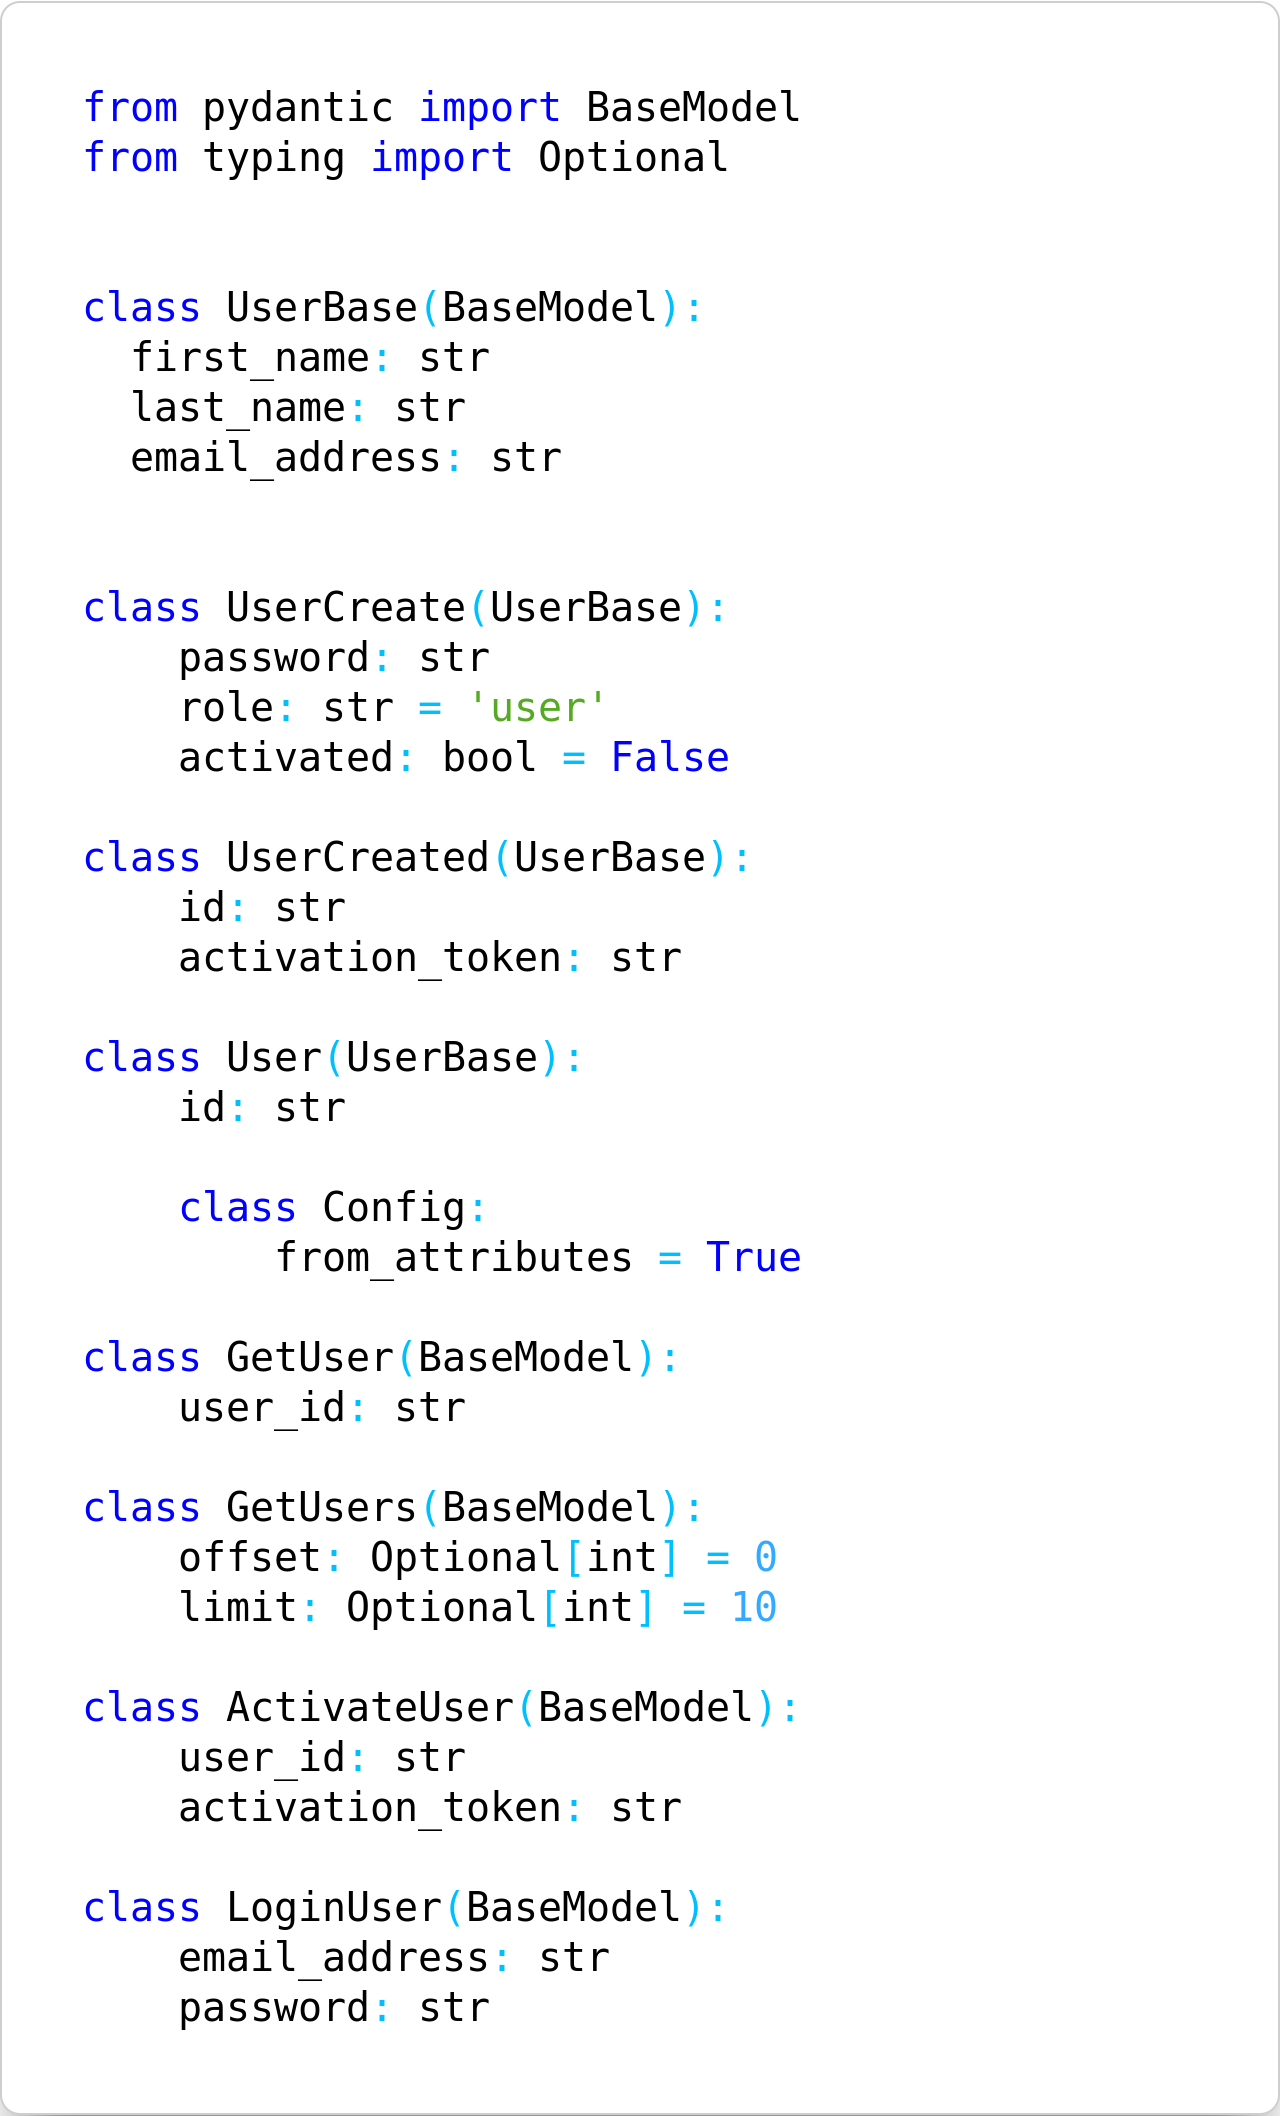 from pydantic import BaseModel
from typing import Optional


class UserBase(BaseModel):
  first_name: str
  last_name: str
  email_address: str


class UserCreate(UserBase):
    password: str
    role: str = 'user'
    activated: bool = False

class UserCreated(UserBase):
    id: str
    activation_token: str

class User(UserBase):
    id: str

    class Config:
        from_attributes = True

class GetUser(BaseModel):
    user_id: str

class GetUsers(BaseModel):
    offset: Optional[int] = 0
    limit: Optional[int] = 10

class ActivateUser(BaseModel):
    user_id: str
    activation_token: str

class LoginUser(BaseModel):
    email_address: str
    password: str